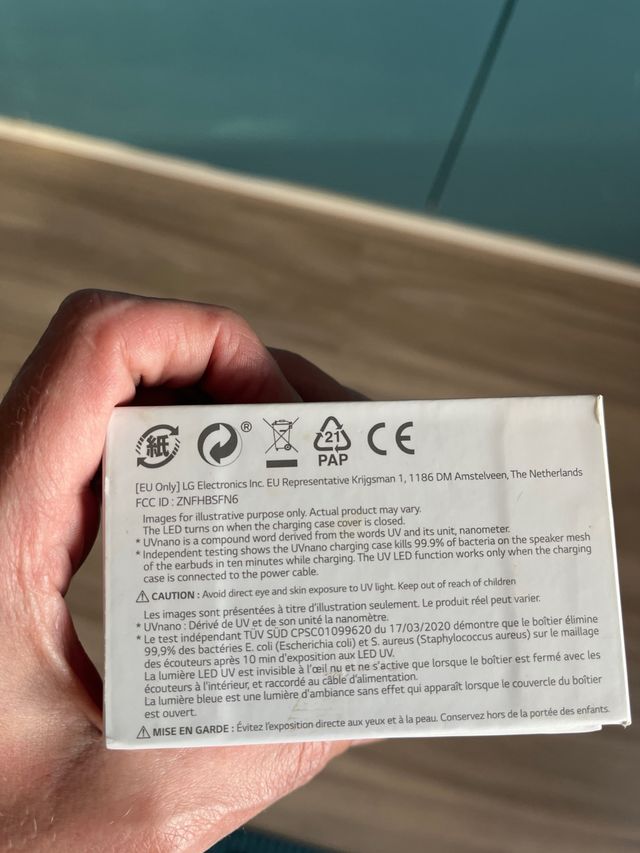 紙 ® 21 CE
PAP
[EU Only] LG Electronics Inc. EU Representative Krijgsman 1, 1186 DM Amstelveen, The Netherlands
FCC ID : ZNFHBSFN6
Images for illustrative purpose only. Actual product may vary.
The LED turns on when the charging case cover is closed.
* UVnano is a compound word derived from the words UV and its unit, nanometer.
* Independent testing shows the UVnano charging case kills 99.9% of bacteria on the speaker mesh
of the earbuds in ten minutes while charging. The UV LED function works only when the charging
case is connected to the power cable.
⚠ CAUTION : Avoid direct eye and skin exposure to UV light. Keep out of reach of children
Les images sont présentées à titre d'illustration seulement. Le produit réel peut varier.
* UVnano : Dérivé de UV et de son unité la nanomètre.
* Le test indépendant TÜV SÜD CPSC01099620 du 17/03/2020 démontre que le boîtier élimine
99,9% des bactéries E. coli (Escherichia coli) et S. aureus (Staphylococcus aureus) sur le maillage
des écouteurs après 10 min d'exposition aux LED UV.
La lumière LED UV est invisible à l'œil nu et ne s'active que lorsque le boîtier est fermé avec les
écouteurs à l'intérieur, et raccordé au câble d'alimentation.
La lumière bleue est une lumière d'ambiance sans effet qui apparaît lorsque le couvercle du boîtier
est ouvert.
⚠ MISE EN GARDE : Évitez l'exposition directe aux yeux et à la peau. Conservez hors de la portée des enfants.